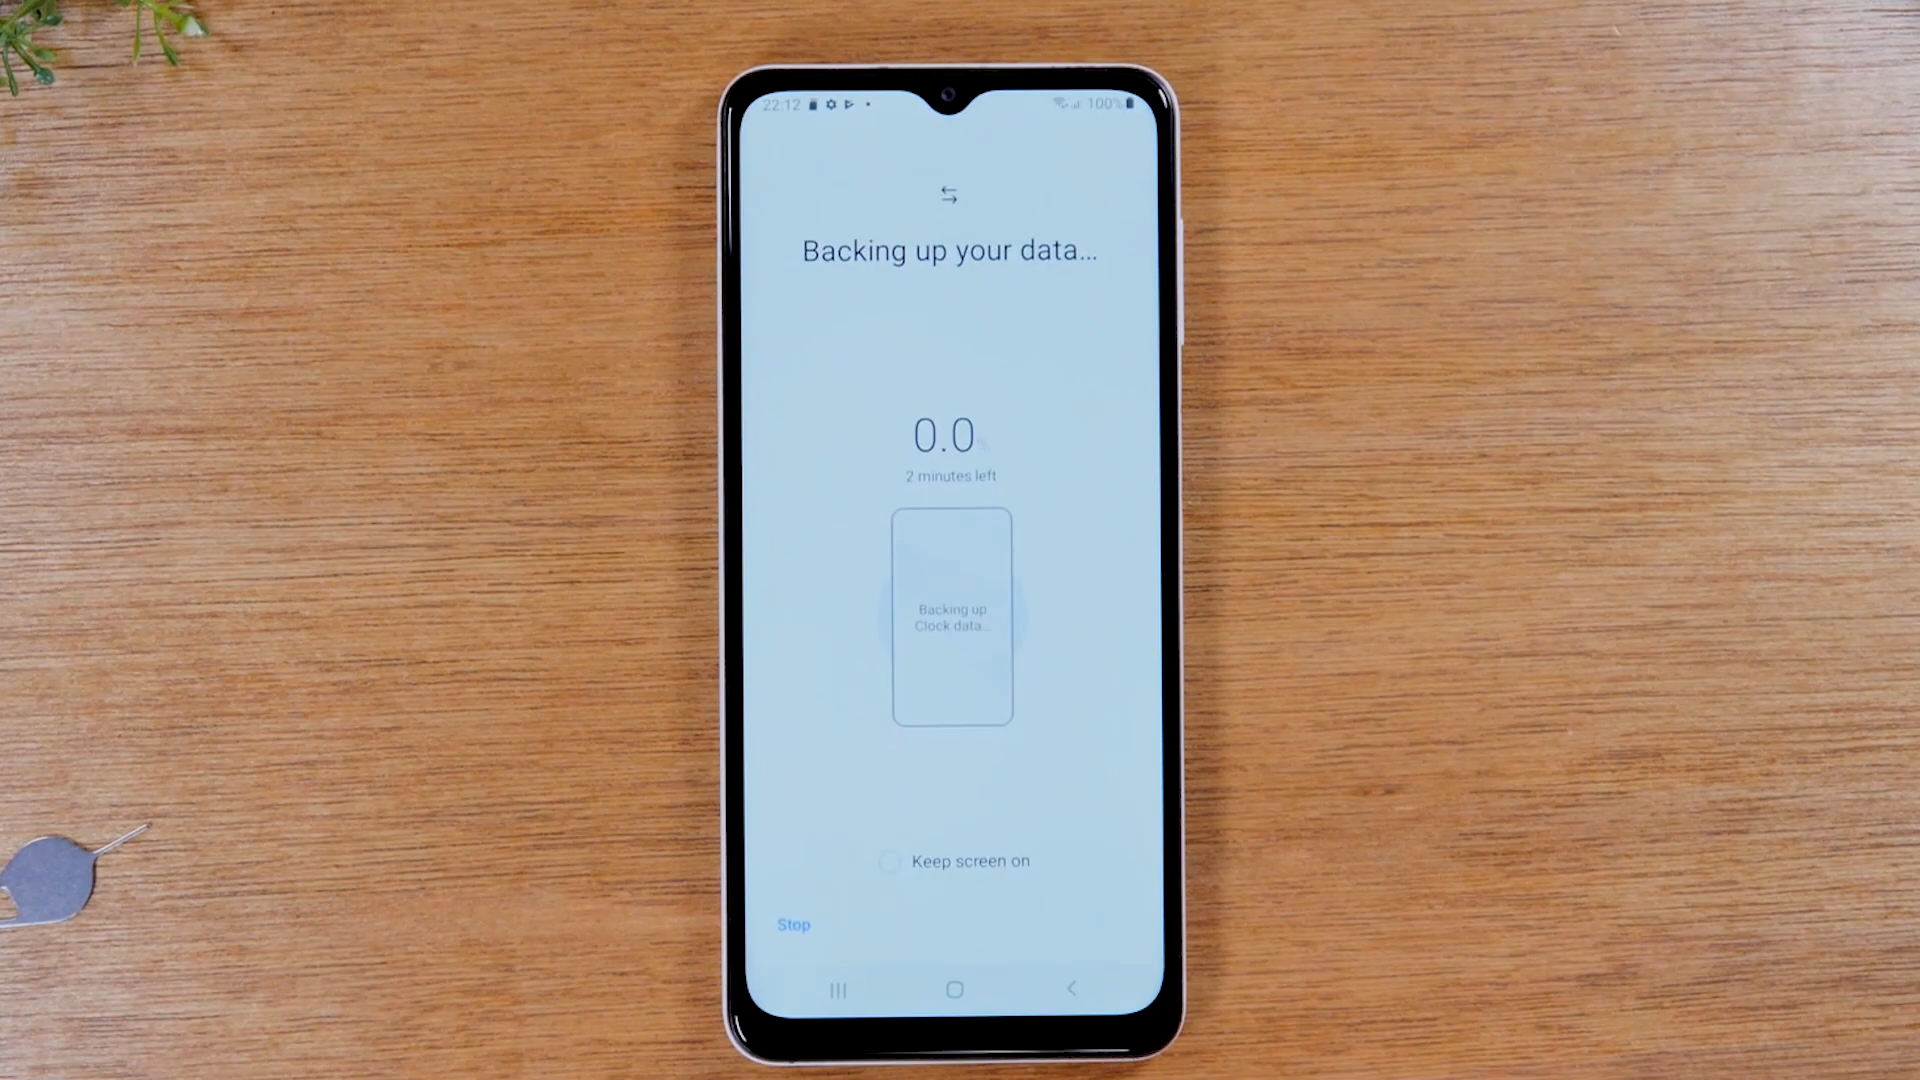 22:12
100%
Backing up your data...
0.0%
2 minutes left
Backing up
Clock data...
Keep screen on
Stop